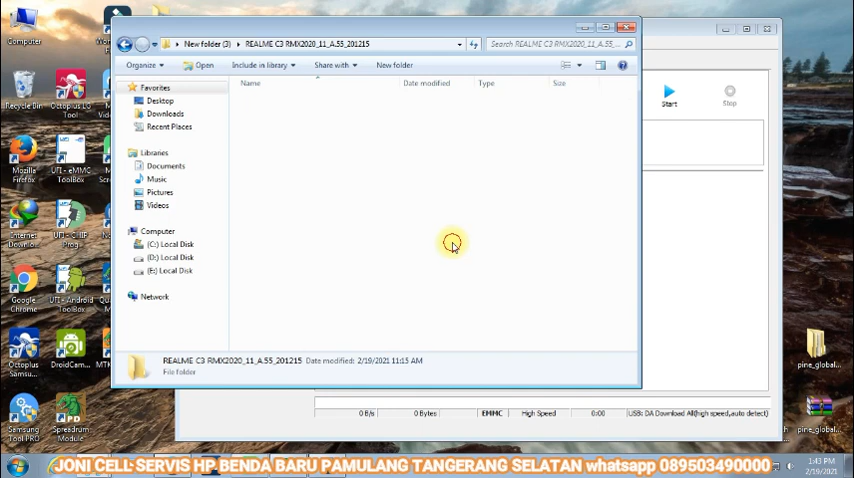 Computer
New folder (3) ▸ REALME C3 RMX2020_11_A.55_201215
Search REALME C3 RMX2020_11_A.55_...
Organize
Open
Include in library
Share with
New folder
Favorites
Desktop
Downloads
Recent Places
Libraries
Documents
Music
Pictures
Videos
Computer
(C:) Local Disk
(D:) Local Disk
(E:) Local Disk
Network
Name
Date modified
Type
Size
REALME C3 RMX2020_11_A.55_201215
Date modified: 2/19/2021 11:15 AM
File folder
Start
Stop
0 B/s
0 Bytes
EMMC
High Speed
0:00
USB: DA Download All(high speed,auto detect)
Recycle Bin
Octoplus LG
Tool
Mozilla
Firefox
UFI - eMMC
ToolBox
Internet
Downlo...
UFI - CHIP
Prog...
Google
Chrome
UFI - Android
ToolBox
Octoplus
Samsu...
DroidCam...
Samsung
Tool PRO
Spreadrum
Module
pine_global...
pine_global...
JONI CELL-SERVIS HP BENDA BARU PAMULANG TANGERANG SELATAN whatsapp 089503490000
1:43 PM
2/19/2021